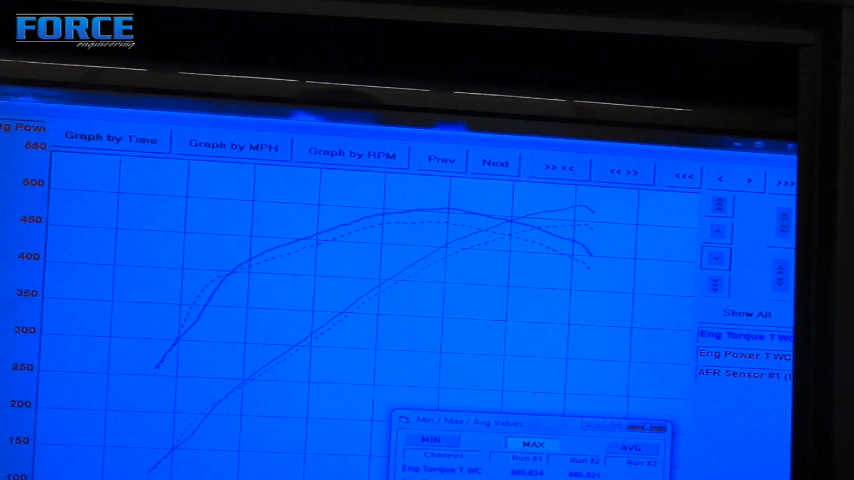 FORCE
engineering
Graph by Time
Graph by MPH
Graph by RPM
Prev
Next
>> <<
<< >>
<<<
<
>
>>>
550
500
450
400
350
300
250
200
150
100
Show All
Eng Torque T WC
Eng Power T WC
AFR Sensor #1
Min / Max / Avg Values
MIN
MAX
AVG
Channel
Run #1
Run #2
Run #3
Eng Torque T WC